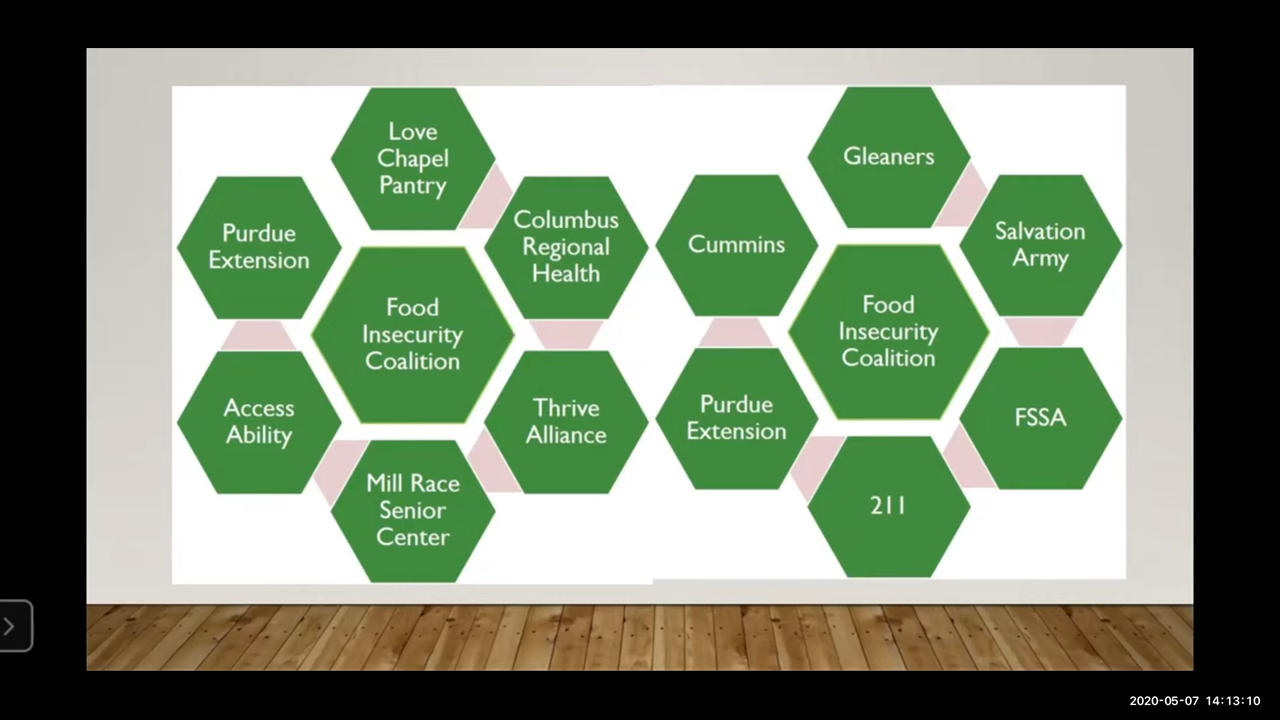 Love
Chapel
Pantry
Columbus
Regional
Health
Thrive
Alliance
Mill Race
Senior
Center
Access
Ability
Purdue
Extension
Food
Insecurity
Coalition
Gleaners
Salvation
Army
FSSA
211
Purdue
Extension
Cummins
Food
Insecurity
Coalition
2020-05-07 14:13:10